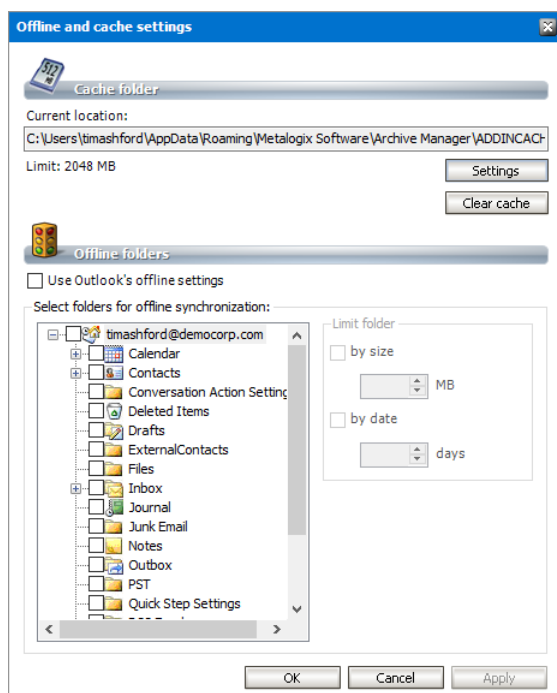 Offline and cache settings
512
MB
Cache folder
Current location:
C:\Users\timashford\AppData\Roaming\Metalogix Software\Archive Manager\ADDINCACH
Limit: 2048 MB
Settings
Clear cache
Offline folders
Use Outlook's offline settings
Select folders for offline synchronization:
timashford@democorp.com
Calendar
Contacts
Conversation Action Setting
Deleted Items
Drafts
ExternalContacts
Files
Inbox
Journal
Junk Email
Notes
Outbox
PST
Quick Step Settings
Limit folder
by size
MB
by date
days
OK
Cancel
Apply